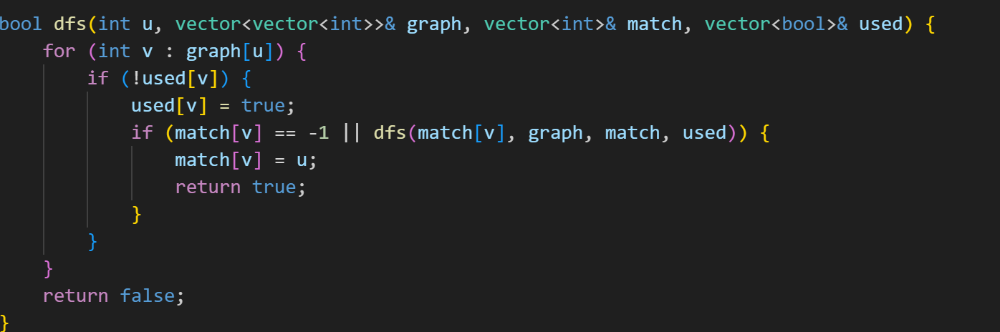 bool dfs(int u, vector<vector<int>>& graph, vector<int>& match, vector<bool>& used) {
    for (int v : graph[u]) {
        if (!used[v]) {
            used[v] = true;
            if (match[v] == -1 || dfs(match[v], graph, match, used)) {
                match[v] = u;
                return true;
            }
        }
    }
    return false;
}